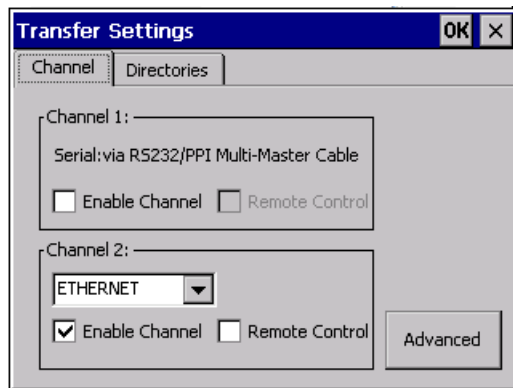 Transfer Settings OK ×
Channel Directories
Channel 1:
Serial:via RS232/PPI Multi-Master Cable
Enable Channel Remote Control
Channel 2:
ETHERNET
Enable Channel Remote Control
Advanced